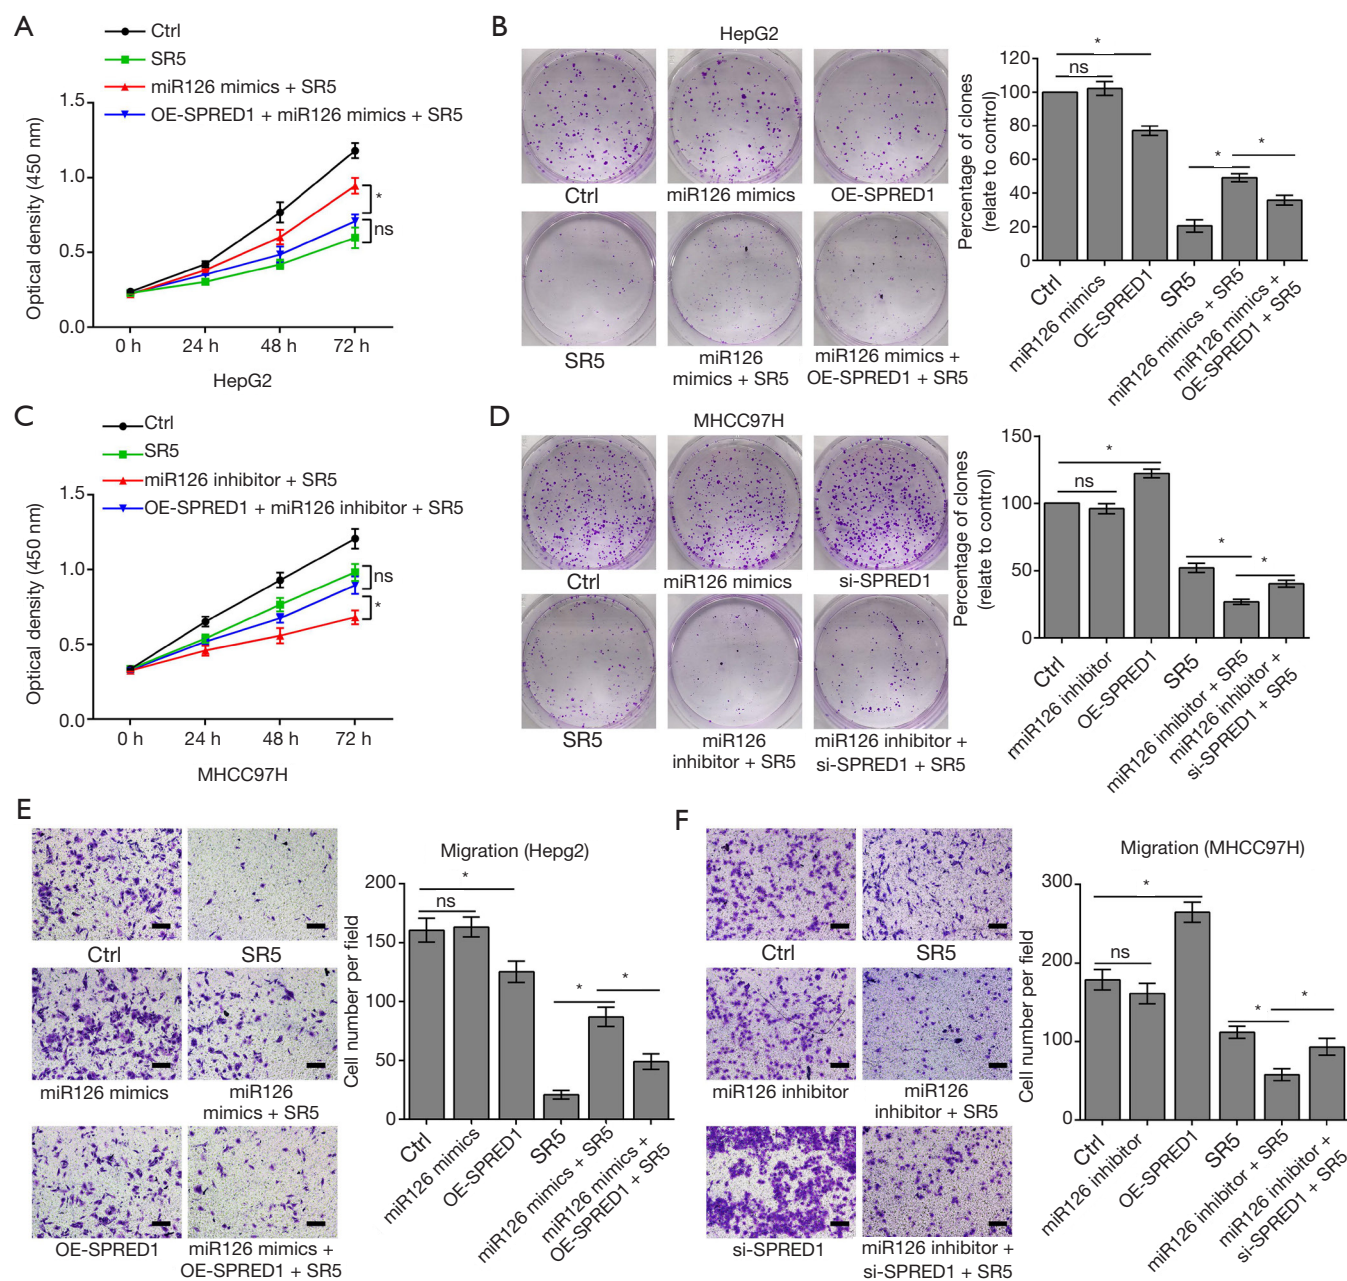 A
Ctrl
SR5
miR126 mimics + SR5
OE-SPRED1 + miR126 mimics + SR5
Optical density (450 nm)
1.5
1.0
0.5
0.0
*
ns
0 h
24 h
48 h
72 h
HepG2
B
HepG2
Ctrl
miR126 mimics
OE-SPRED1
SR5
miR126
mimics + SR5
miR126 mimics +
OE-SPRED1 + SR5
Percentage of clones
(relate to control)
120
100
80
60
40
20
0
*
ns
*
*
Ctrl
miR126 mimics
OE-SPRED1
SR5
miR126 mimics + SR5
miR126 mimics +
OE-SPRED1 + SR5
C
Ctrl
SR5
miR126 inhibitor + SR5
OE-SPRED1 + miR126 inhibitor + SR5
Optical density (450 nm)
1.5
1.0
0.5
0.0
ns
*
0 h
24 h
48 h
72 h
MHCC97H
D
MHCC97H
Ctrl
miR126 mimics
si-SPRED1
SR5
miR126
inhibitor + SR5
miR126 inhibitor +
si-SPRED1 + SR5
Percentage of clones
(relate to control)
150
100
50
0
*
ns
*
*
Ctrl
rmiR126 inhibitor
OE-SPRED1
SR5
miR126 inhibitor + SR5
miR126 inhibitor +
si-SPRED1 + SR5
E
Ctrl
SR5
miR126 mimics
miR126
mimics + SR5
OE-SPRED1
miR126 mimics +
OE-SPRED1 + SR5
Migration (Hepg2)
Cell number per field
200
150
100
50
0
*
ns
*
*
Ctrl
miR126 mimics
OE-SPRED1
SR5
miR126 mimics + SR5
miR126 mimics +
OE-SPRED1 + SR5
F
Ctrl
SR5
miR126 inhibitor
miR126
inhibitor + SR5
si-SPRED1
miR126 inhibitor +
si-SPRED1 + SR5
Migration (MHCC97H)
Cell number per field
300
200
100
0
*
ns
*
*
Ctrl
miR126 inhibitor
OE-SPRED1
SR5
miR126 inhibitor + SR5
miR126 inhibitor +
si-SPRED1 + SR5